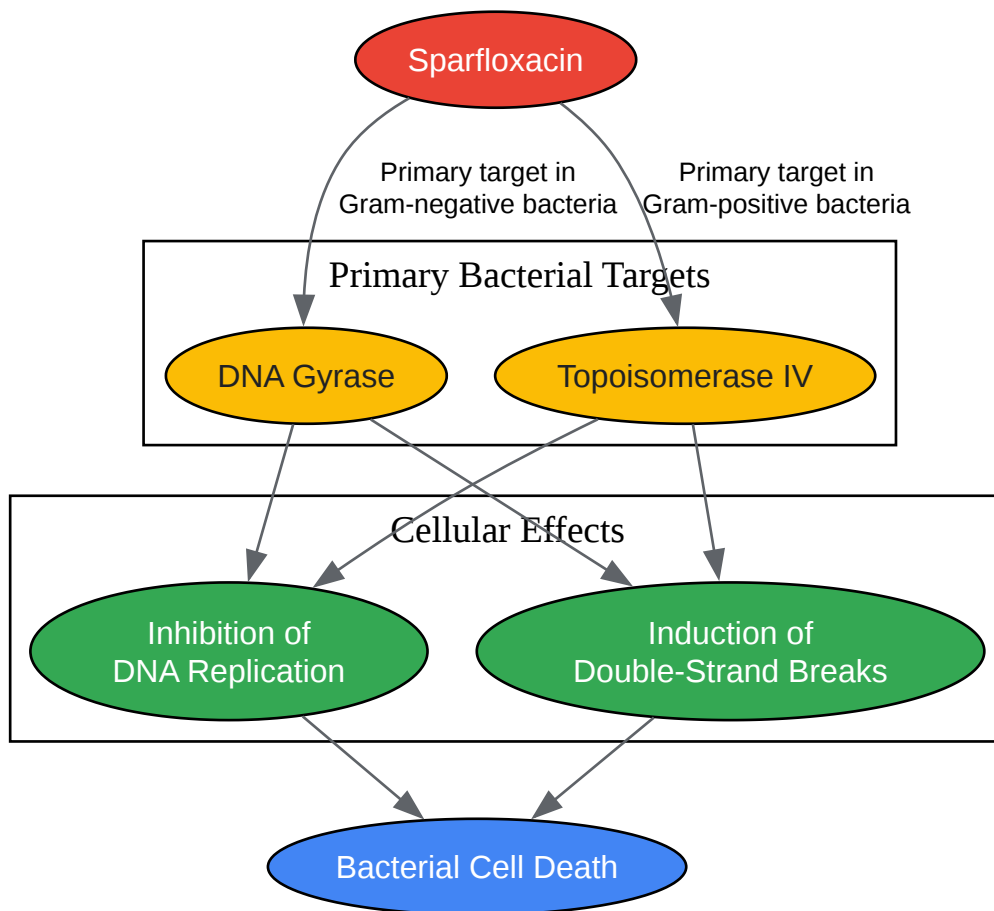 Sparfloxacin
Primary target in
Gram-negative bacteria
Primary target in
Gram-positive bacteria
Primary Bacterial Targets
DNA Gyrase
Topoisomerase IV
Cellular Effects
Inhibition of
DNA Replication
Induction of
Double-Strand Breaks
Bacterial Cell Death